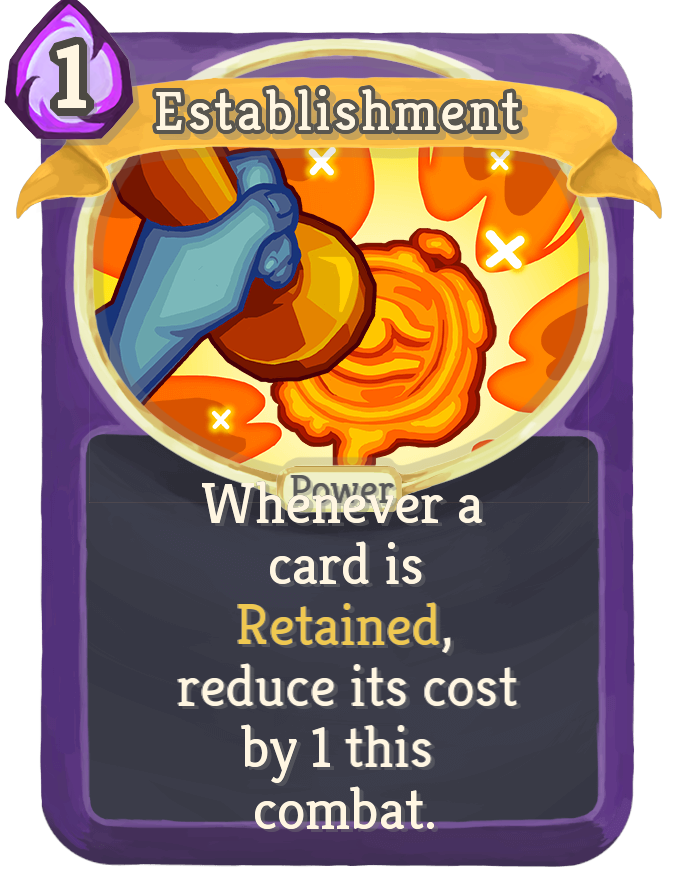 1
Establishment
Power
Whenever a
card is
Retained,
reduce its cost
by 1 this
combat.